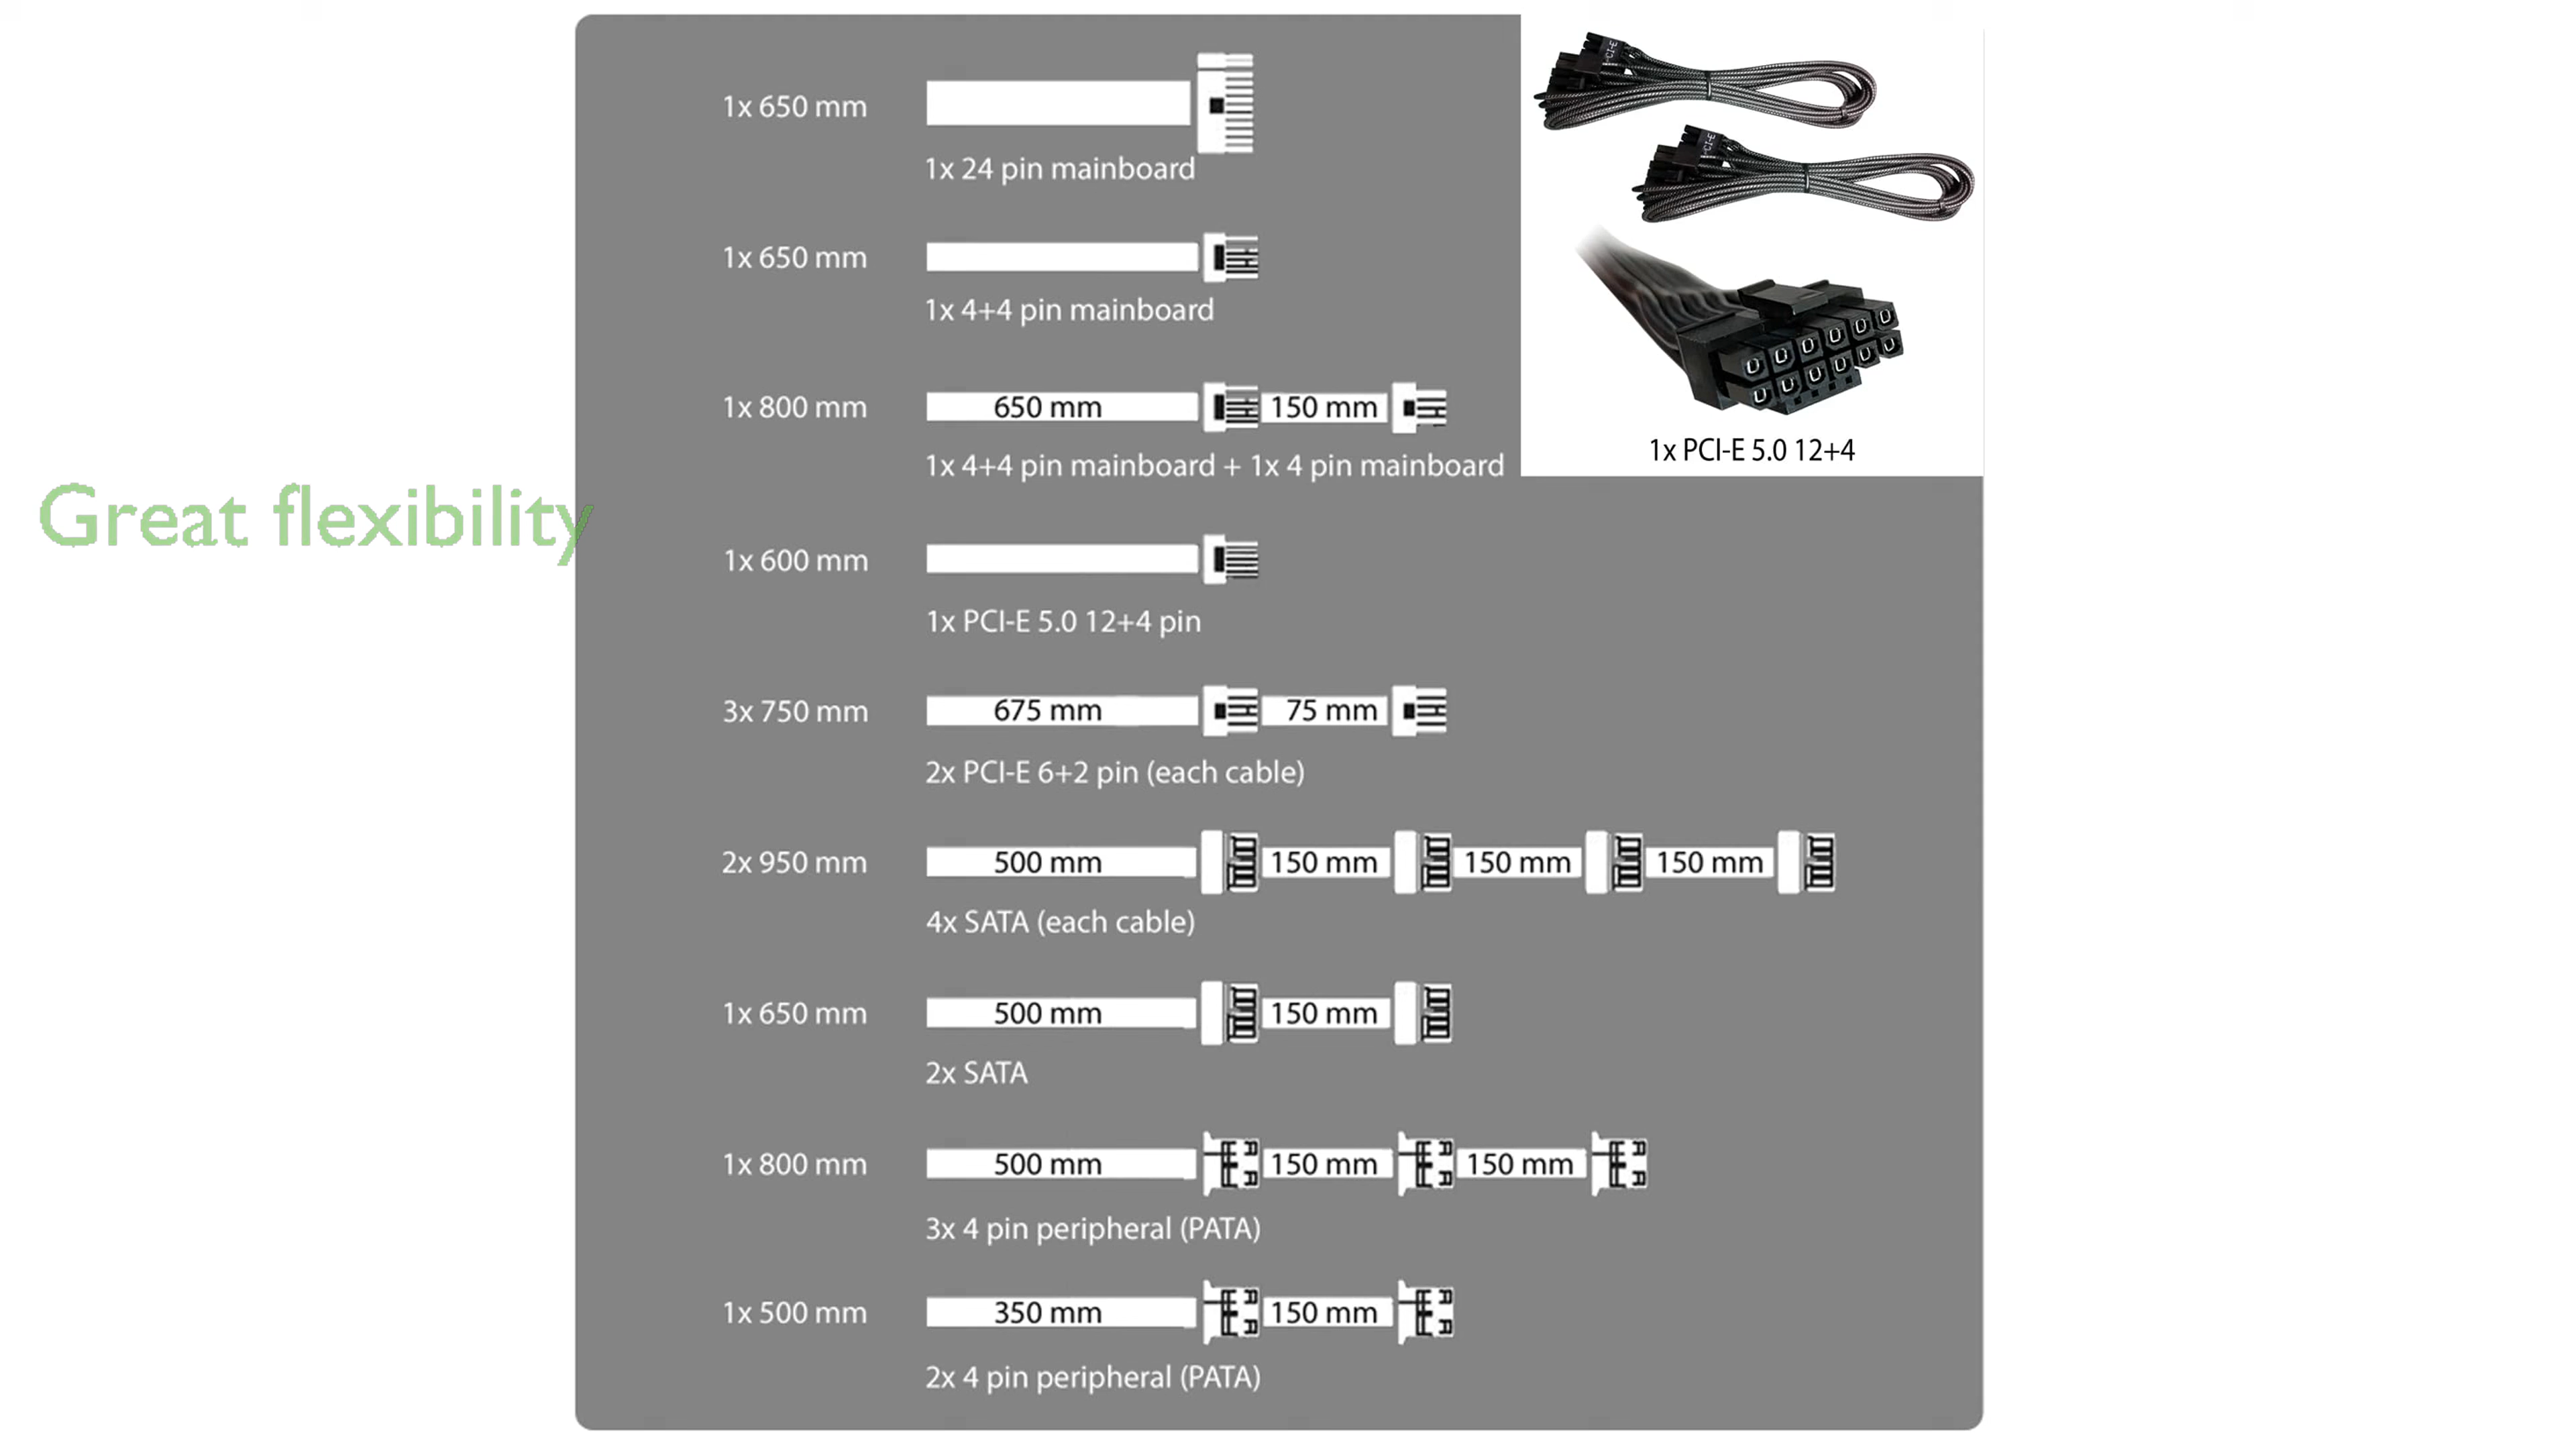 1x 650 mm
1x 24 pin mainboard
1x 650 mm
1x 4+4 pin mainboard
1x 800 mm 650 mm 150 mm
1x 4+4 pin mainboard + 1x 4 pin mainboard
1x PCI-E 5.0 12+4
Great flexibility
1x 600 mm
1x PCI-E 5.0 12+4 pin
3x 750 mm 675 mm 75 mm
2x PCI-E 6+2 pin (each cable)
2x 950 mm 500 mm 150 mm 150 mm 150 mm
4x SATA (each cable)
1x 650 mm 500 mm 150 mm
2x SATA
1x 800 mm 500 mm 150 mm 150 mm
3x 4 pin peripheral (PATA)
1x 500 mm 350 mm 150 mm
2x 4 pin peripheral (PATA)